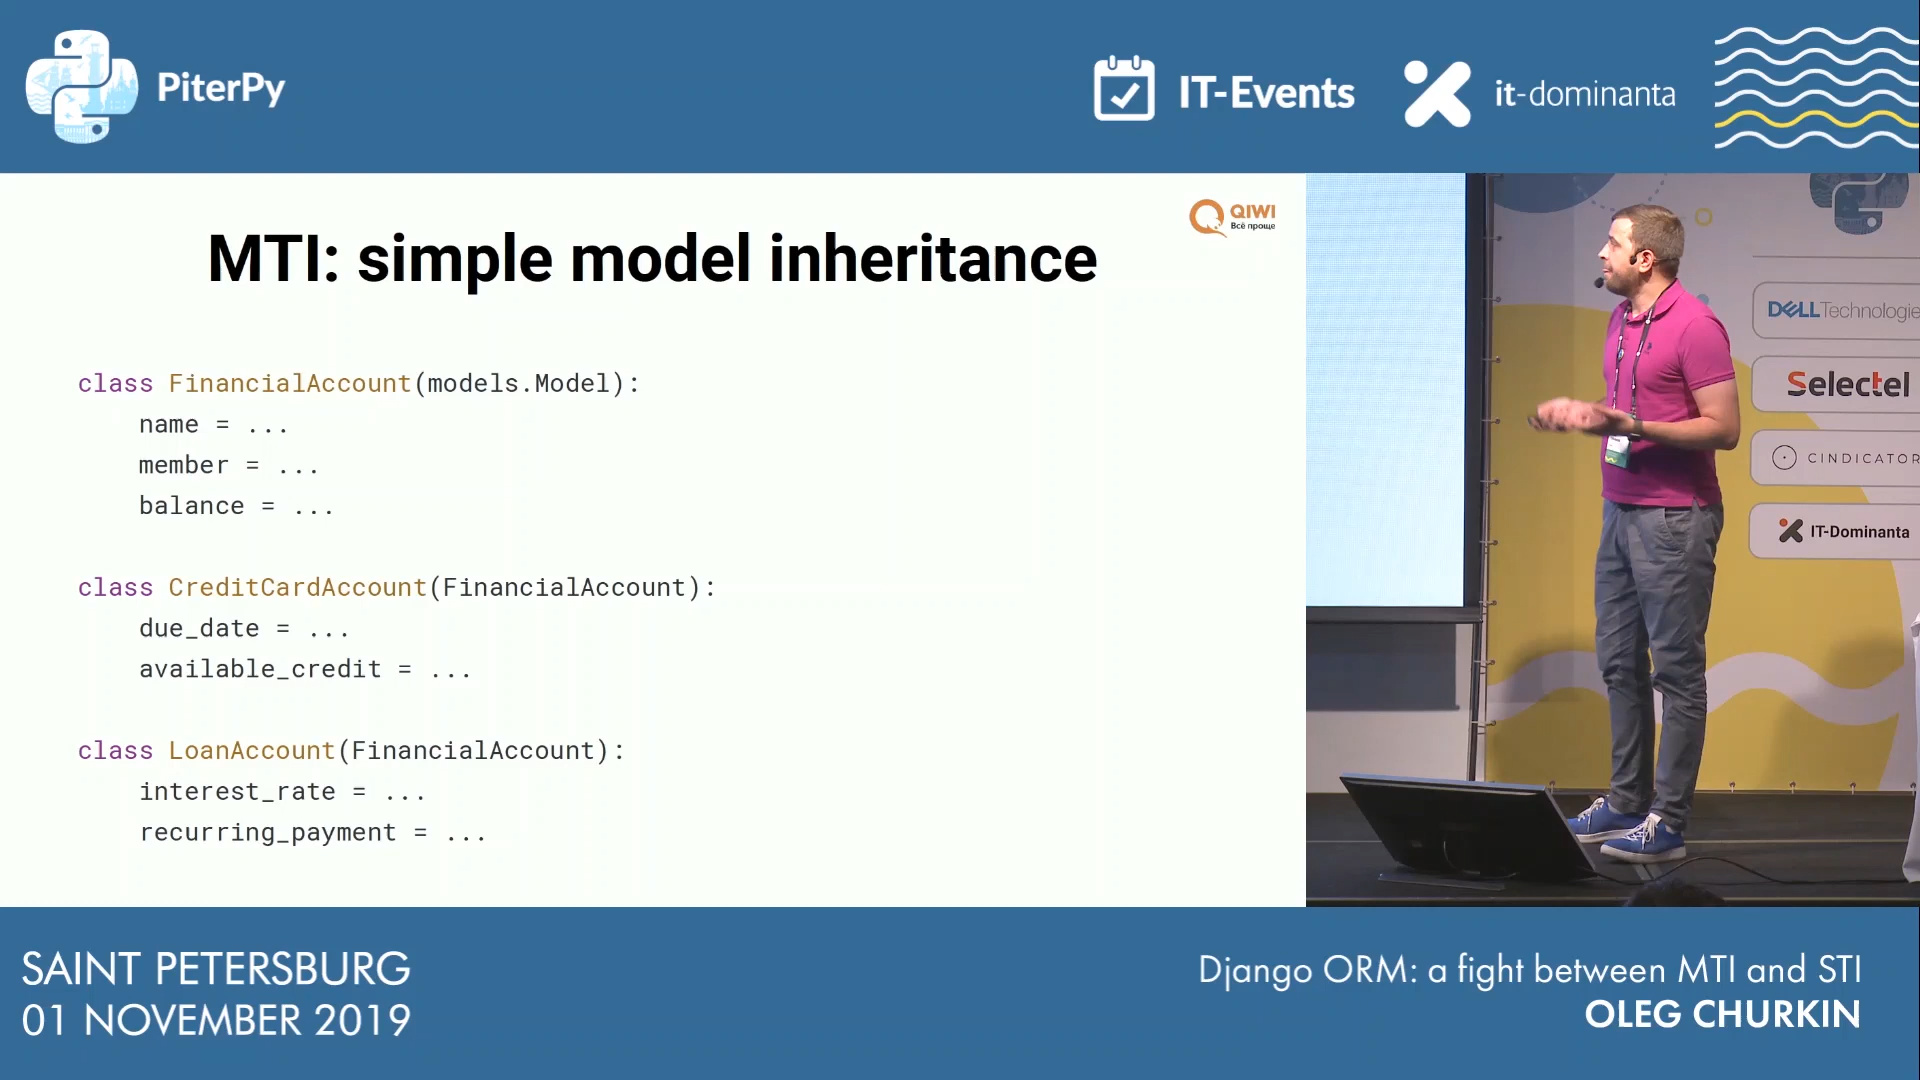 PiterPy
IT-Events
it-dominanta
QIWI
Всё проще
MTI: simple model inheritance
class FinancialAccount(models.Model):
    name = ...
    member = ...
    balance = ...
class CreditCardAccount(FinancialAccount):
    due_date = ...
    available_credit = ...
class LoanAccount(FinancialAccount):
    interest_rate = ...
    recurring_payment = ...
DELLTechnologie
Selectel
CINDICATOR
IT-Dominanta
SAINT PETERSBURG
01 NOVEMBER 2019
Django ORM: a fight between MTI and STI
OLEG CHURKIN